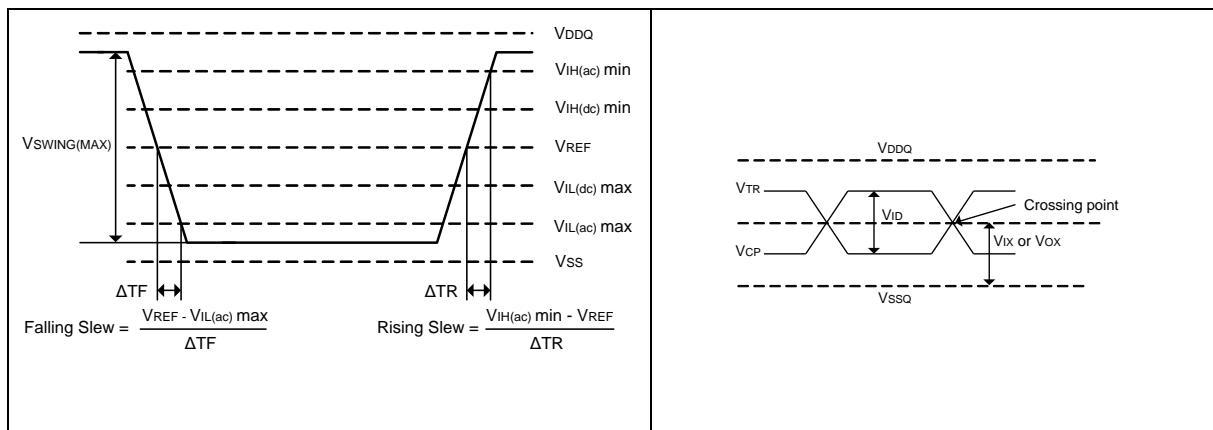 VDDQ
VIH(ac) min
VIH(dc) min
VSWING(MAX)
VREF
VIL(dc) max
VIL(ac) max
VSS
ΔTF
ΔTR
Falling Slew = VREF - VIL(ac) max
ΔTF
Rising Slew = VIH(ac) min - VREF
ΔTR
VDDQ
VTR
Crossing point
VID
VIX or VOX
VCP
VSSQ